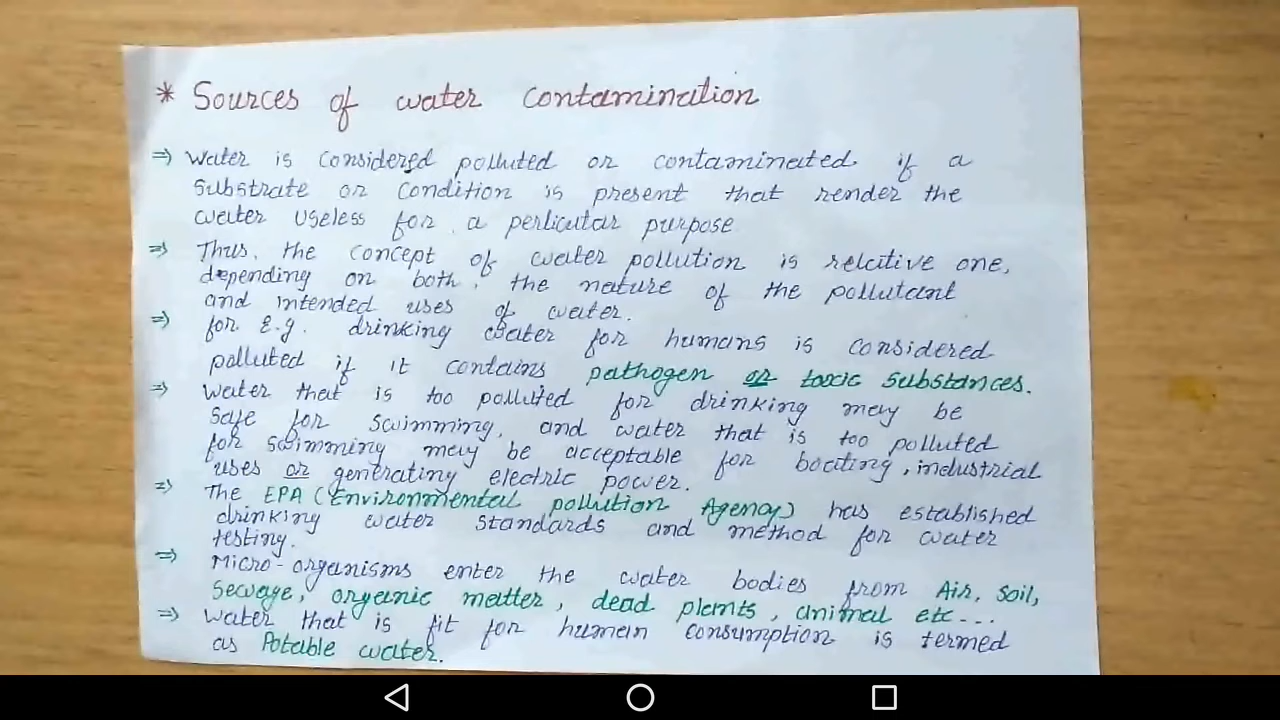 * Sources of water contamination
⇒ Water is considered polluted or contaminated. if a
substrate or condition is present that render the
water useless for a perticular purpose
⇒ Thus, the concept of water pollution is relative one,
depending on both, the nature of the pollutant
and intended uses of water.
⇒ for E.g. drinking water for humans is considered
palluted if it contains pathogen or toxic substances.
⇒ Water that is too polluted for drinking may be
safe for swimming, and water that is too polluted
for swimming may be acceptable for boating, industrial
uses or genetrating electric power.
⇒ The EPA (Environmental pollution Agency) has established
drinking water standards and method for water
testing.
⇒ Micro-organisms enter the water bodies from Air, Soil,
Sewage, organic matter, dead plants, animal etc...
⇒ Water that is fit for human consumption is termed
as Potable water.